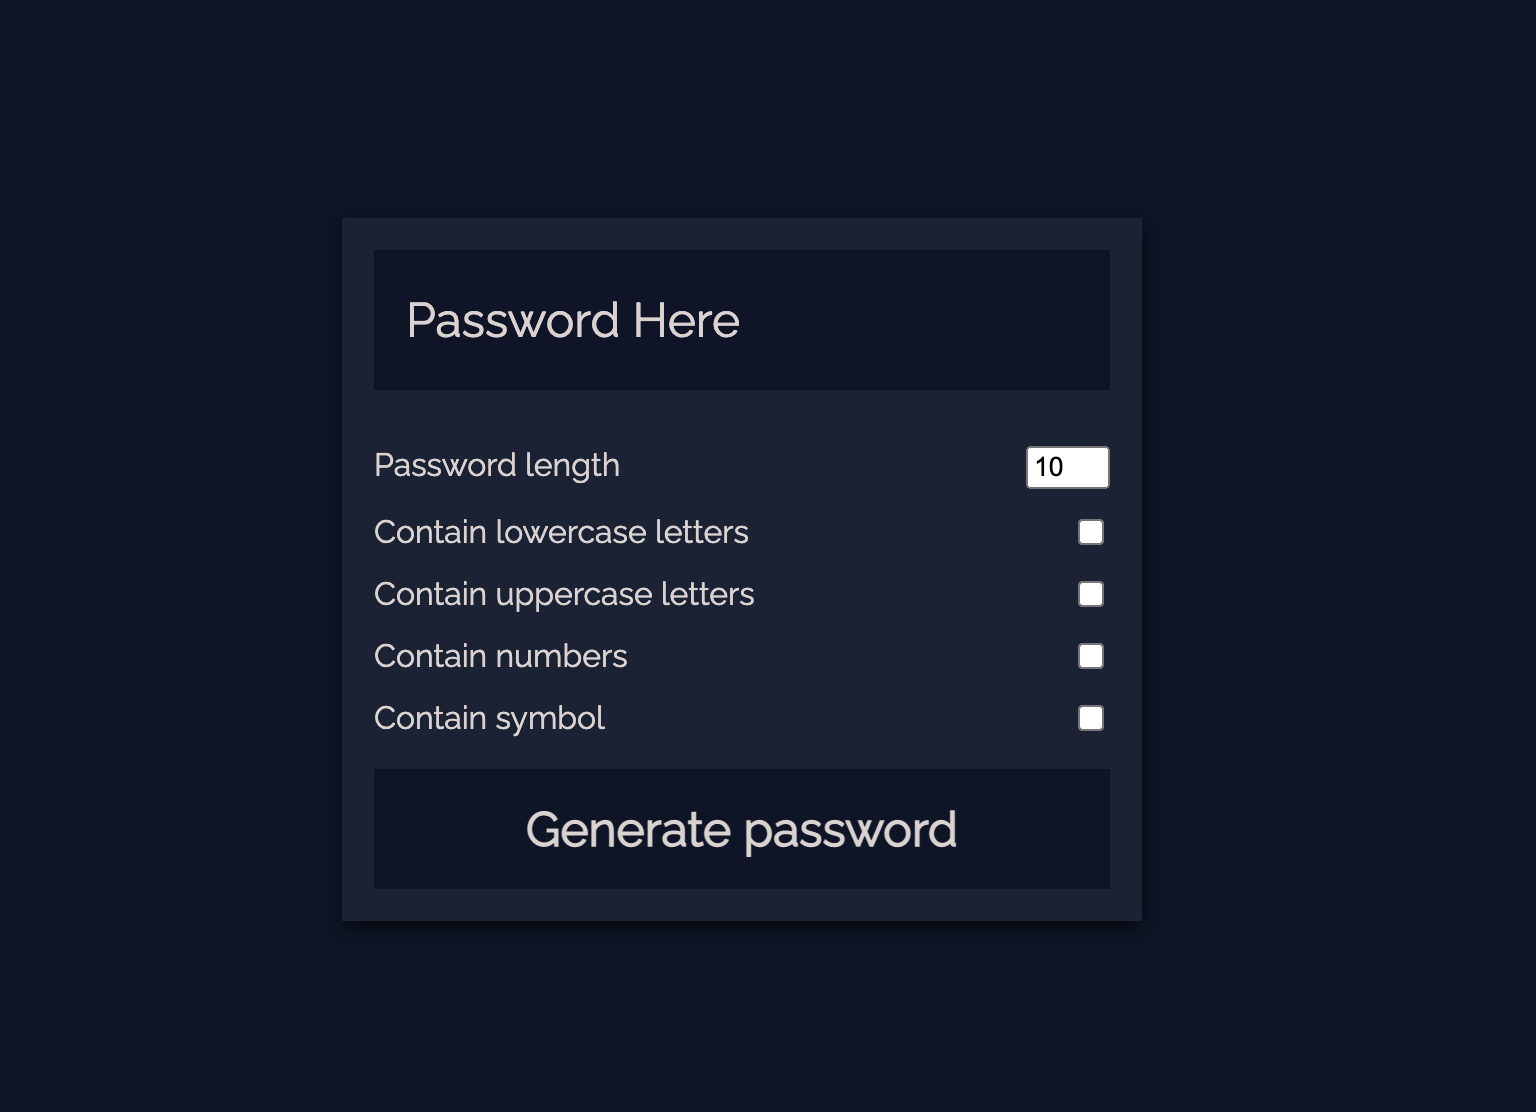 Password Here
Password length 10
Contain lowercase letters
Contain uppercase letters
Contain numbers
Contain symbol
Generate password